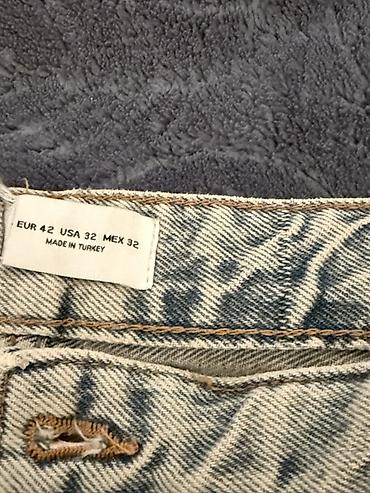 EUR 42 USA 32 MEX 32
MADE IN TURKEY